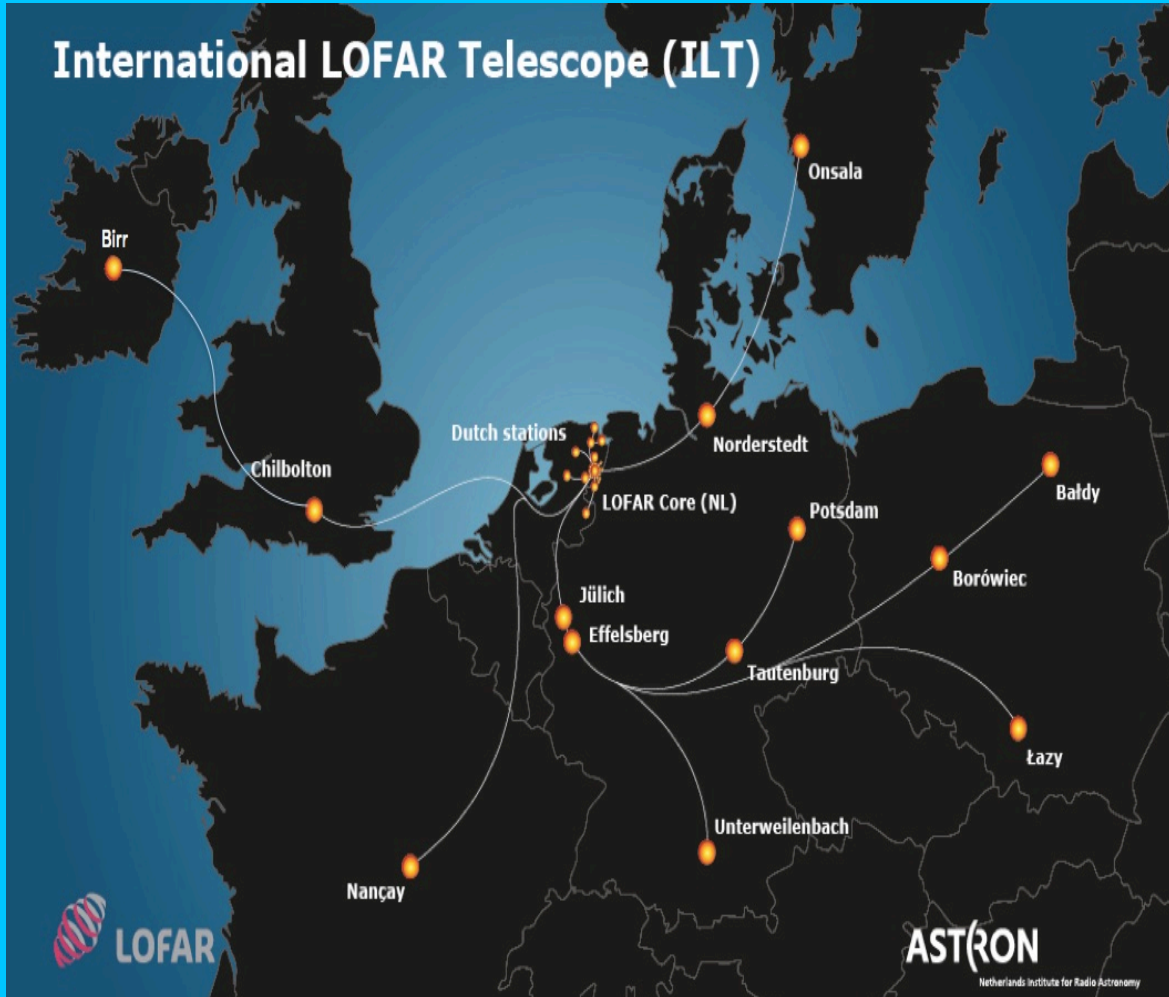 International LOFAR Telescope (ILT)
Onsala
Birr
Dutch stations
Norderstedt
Chilbolton
LOFAR Core (NL)
Bałdy
Potsdam
Borówiec
Jülich
Effelsberg
Tautenburg
Łazy
Unterweilenbach
Nançay
LOFAR
ASTRON
Netherlands Institute for Radio Astronomy